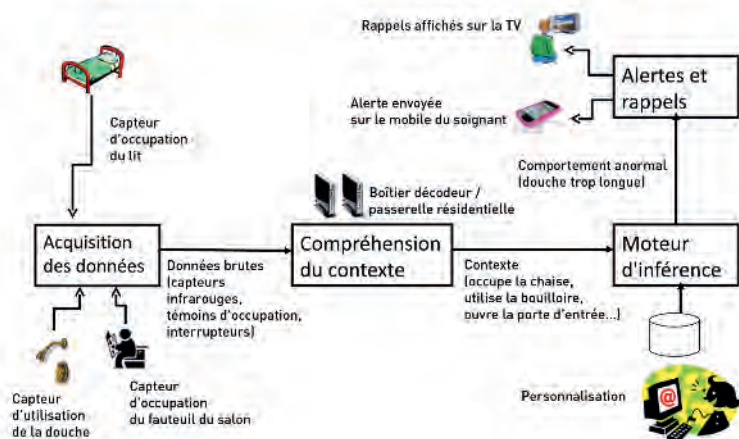 Rappels affichés sur la TV
Alertes et
rappels
Alerte envoyée
sur le mobile du soignant
Capteur
d'occupation
du lit
Comportement anormal
(douche trop longue)
Boîtier décodeur /
passerelle résidentielle
Acquisition
des données
Compréhension
du contexte
Moteur
d'inférence
Données brutes
(capteurs
infrarouges,
témoins d'occupation,
interrupteurs)
Contexte
(occupe la chaise,
utilise la bouilloire,
ouvre la porte d'entrée...)
Capteur
d'utilisation
de la douche
Capteur
d'occupation
du fauteuil du salon
Personnalisation
@